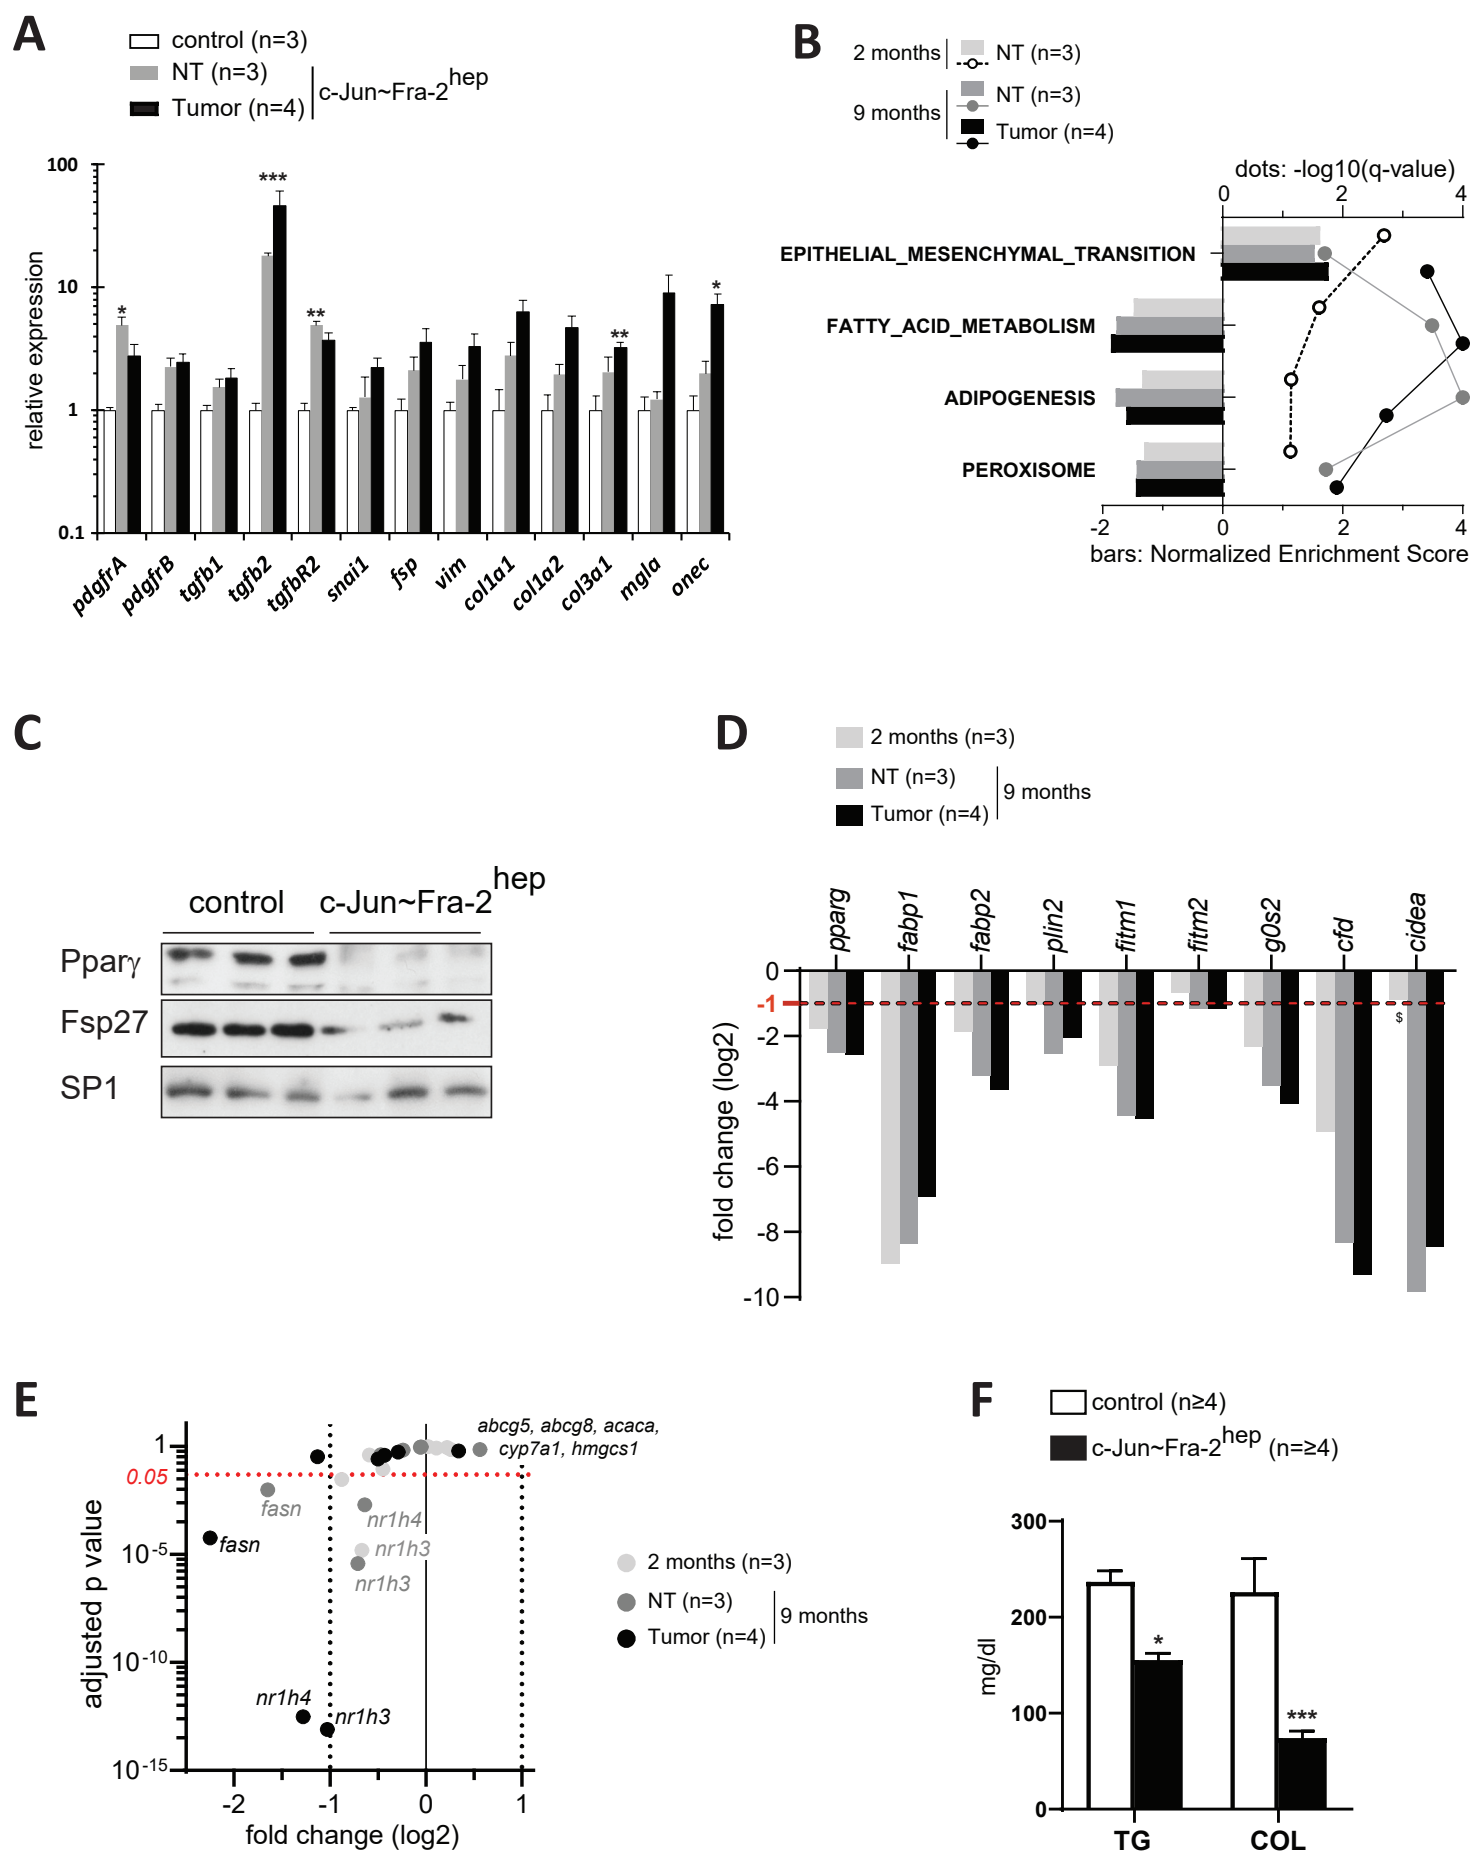 A
control (n=3)
NT (n=3)
Tumor (n=4)
c-Jun~Fra-2hep
relative expression
100
10
1
0.1
*
***
**
**
*
pdgfrA
pdgfrB
tgfb1
tgfb2
tgfbR2
snai1
fsp
vim
col1a1
col1a2
col3a1
mgla
onec
B
2 months
NT (n=3)
9 months
NT (n=3)
Tumor (n=4)
dots: -log10(q-value)
0 2 4
EPITHELIAL_MESENCHYMAL_TRANSITION
FATTY_ACID_METABOLISM
ADIPOGENESIS
PEROXISOME
-2 0 2 4
bars: Normalized Enrichment Score
C
control c-Jun~Fra-2hep
Pparγ
Fsp27
SP1
D
2 months (n=3)
NT (n=3)
Tumor (n=4)
9 months
pparg
fabp1
fabp2
plin2
fitm1
fitm2
g0s2
cfd
cidea
fold change (log2)
0
-1
-2
-4
-6
-8
-10
$
E
adjusted p value
1
0.05
10-5
10-10
10-15
abcg5, abcg8, acaca,
cyp7a1, hmgcs1
fasn
nr1h4
fasn
nr1h3
nr1h3
nr1h4
nr1h3
-2 -1 0 1
fold change (log2)
2 months (n=3)
NT (n=3)
Tumor (n=4)
9 months
F
control (n≥4)
c-Jun~Fra-2hep (n=≥4)
mg/dl
300
200
100
0
*
***
TG COL